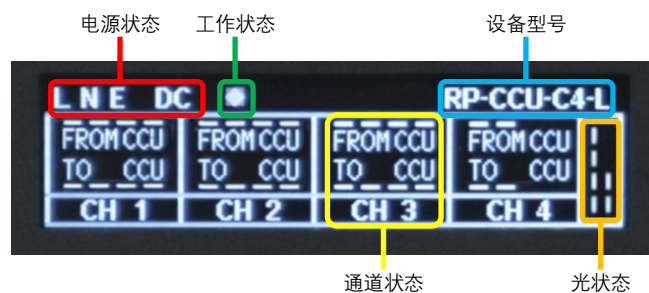 电源状态 工作状态 设备型号
LNE DC RP-CCU-C4-L
FROM CCU FROM CCU FROM CCU FROM CCU
TO CCU TO CCU TO CCU TO CCU
CH 1 CH 2 CH 3 CH 4
通道状态 光状态